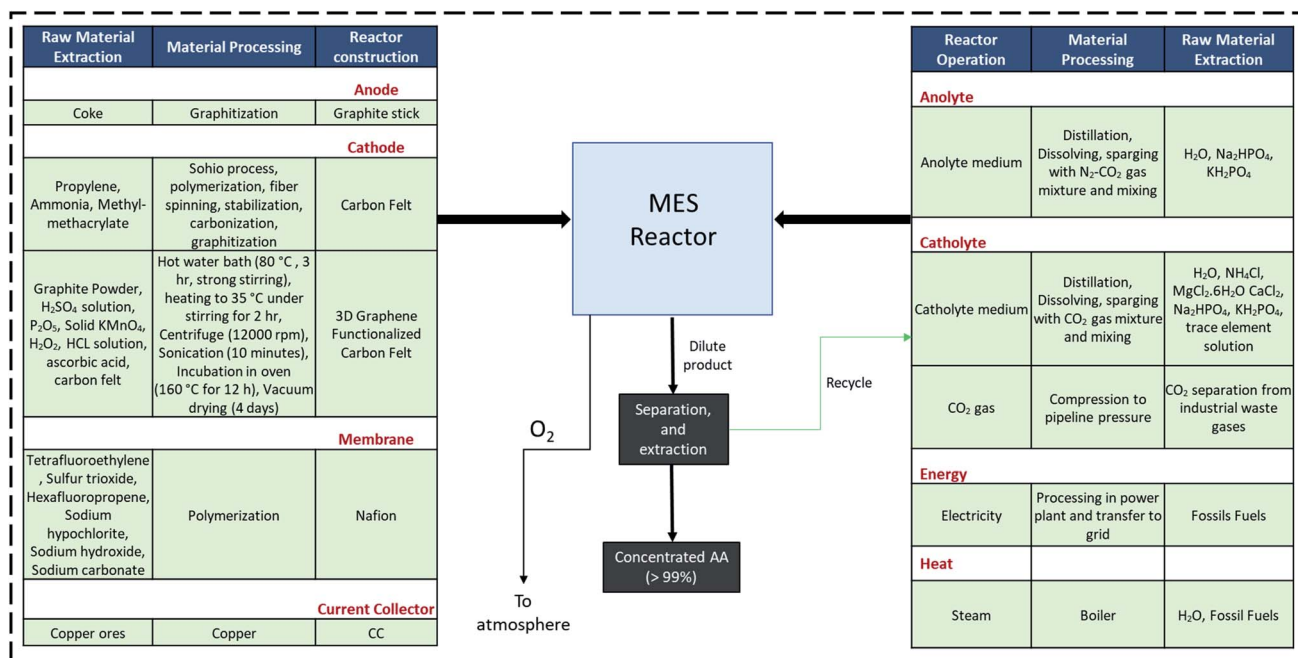 Raw Material
Extraction
Material Processing
Reactor
construction
Anode
Coke
Graphitization
Graphite stick
Cathode
Propylene,
Ammonia, Methyl-
methacrylate
Sohio process,
polymerization, fiber
spinning, stabilization,
carbonization,
graphitization
Carbon Felt
Graphite Powder,
H₂SO₄ solution,
P₂O₅, Solid KMnO₄,
H₂O₂, HCL solution,
ascorbic acid,
carbon felt
Hot water bath (80 °C , 3
hr, strong stirring),
heating to 35 °C under
stirring for 2 hr,
Centrifuge (12000 rpm),
Sonication (10 minutes),
Incubation in oven
(160 °C for 12 h), Vacuum
drying (4 days)
3D Graphene
Functionalized
Carbon Felt
Membrane
Tetrafluoroethylene
, Sulfur trioxide,
Hexafluoropropene,
Sodium
hypochlorite,
Sodium hydroxide,
Sodium carbonate
Polymerization
Nafion
Current Collector
Copper ores
Copper
CC
MES
Reactor
Dilute
product
Recycle
Separation,
and
extraction
O₂
Concentrated AA
(> 99%)
To
atmosphere
Reactor
Operation
Material
Processing
Raw Material
Extraction
Anolyte
Anolyte medium
Distillation,
Dissolving, sparging
with N₂-CO₂ gas
mixture and mixing
H₂O, Na₂HPO₄,
KH₂PO₄
Catholyte
Catholyte medium
Distillation,
Dissolving, sparging
with CO₂ gas mixture
and mixing
H₂O, NH₄Cl,
MgCl₂.6H₂O CaCl₂,
Na₂HPO₄, KH₂PO₄,
trace element
solution
CO₂ gas
Compression to
pipeline pressure
CO₂ separation from
industrial waste
gases
Energy
Electricity
Processing in power
plant and transfer to
grid
Fossils Fuels
Heat
Steam
Boiler
H₂O, Fossil Fuels